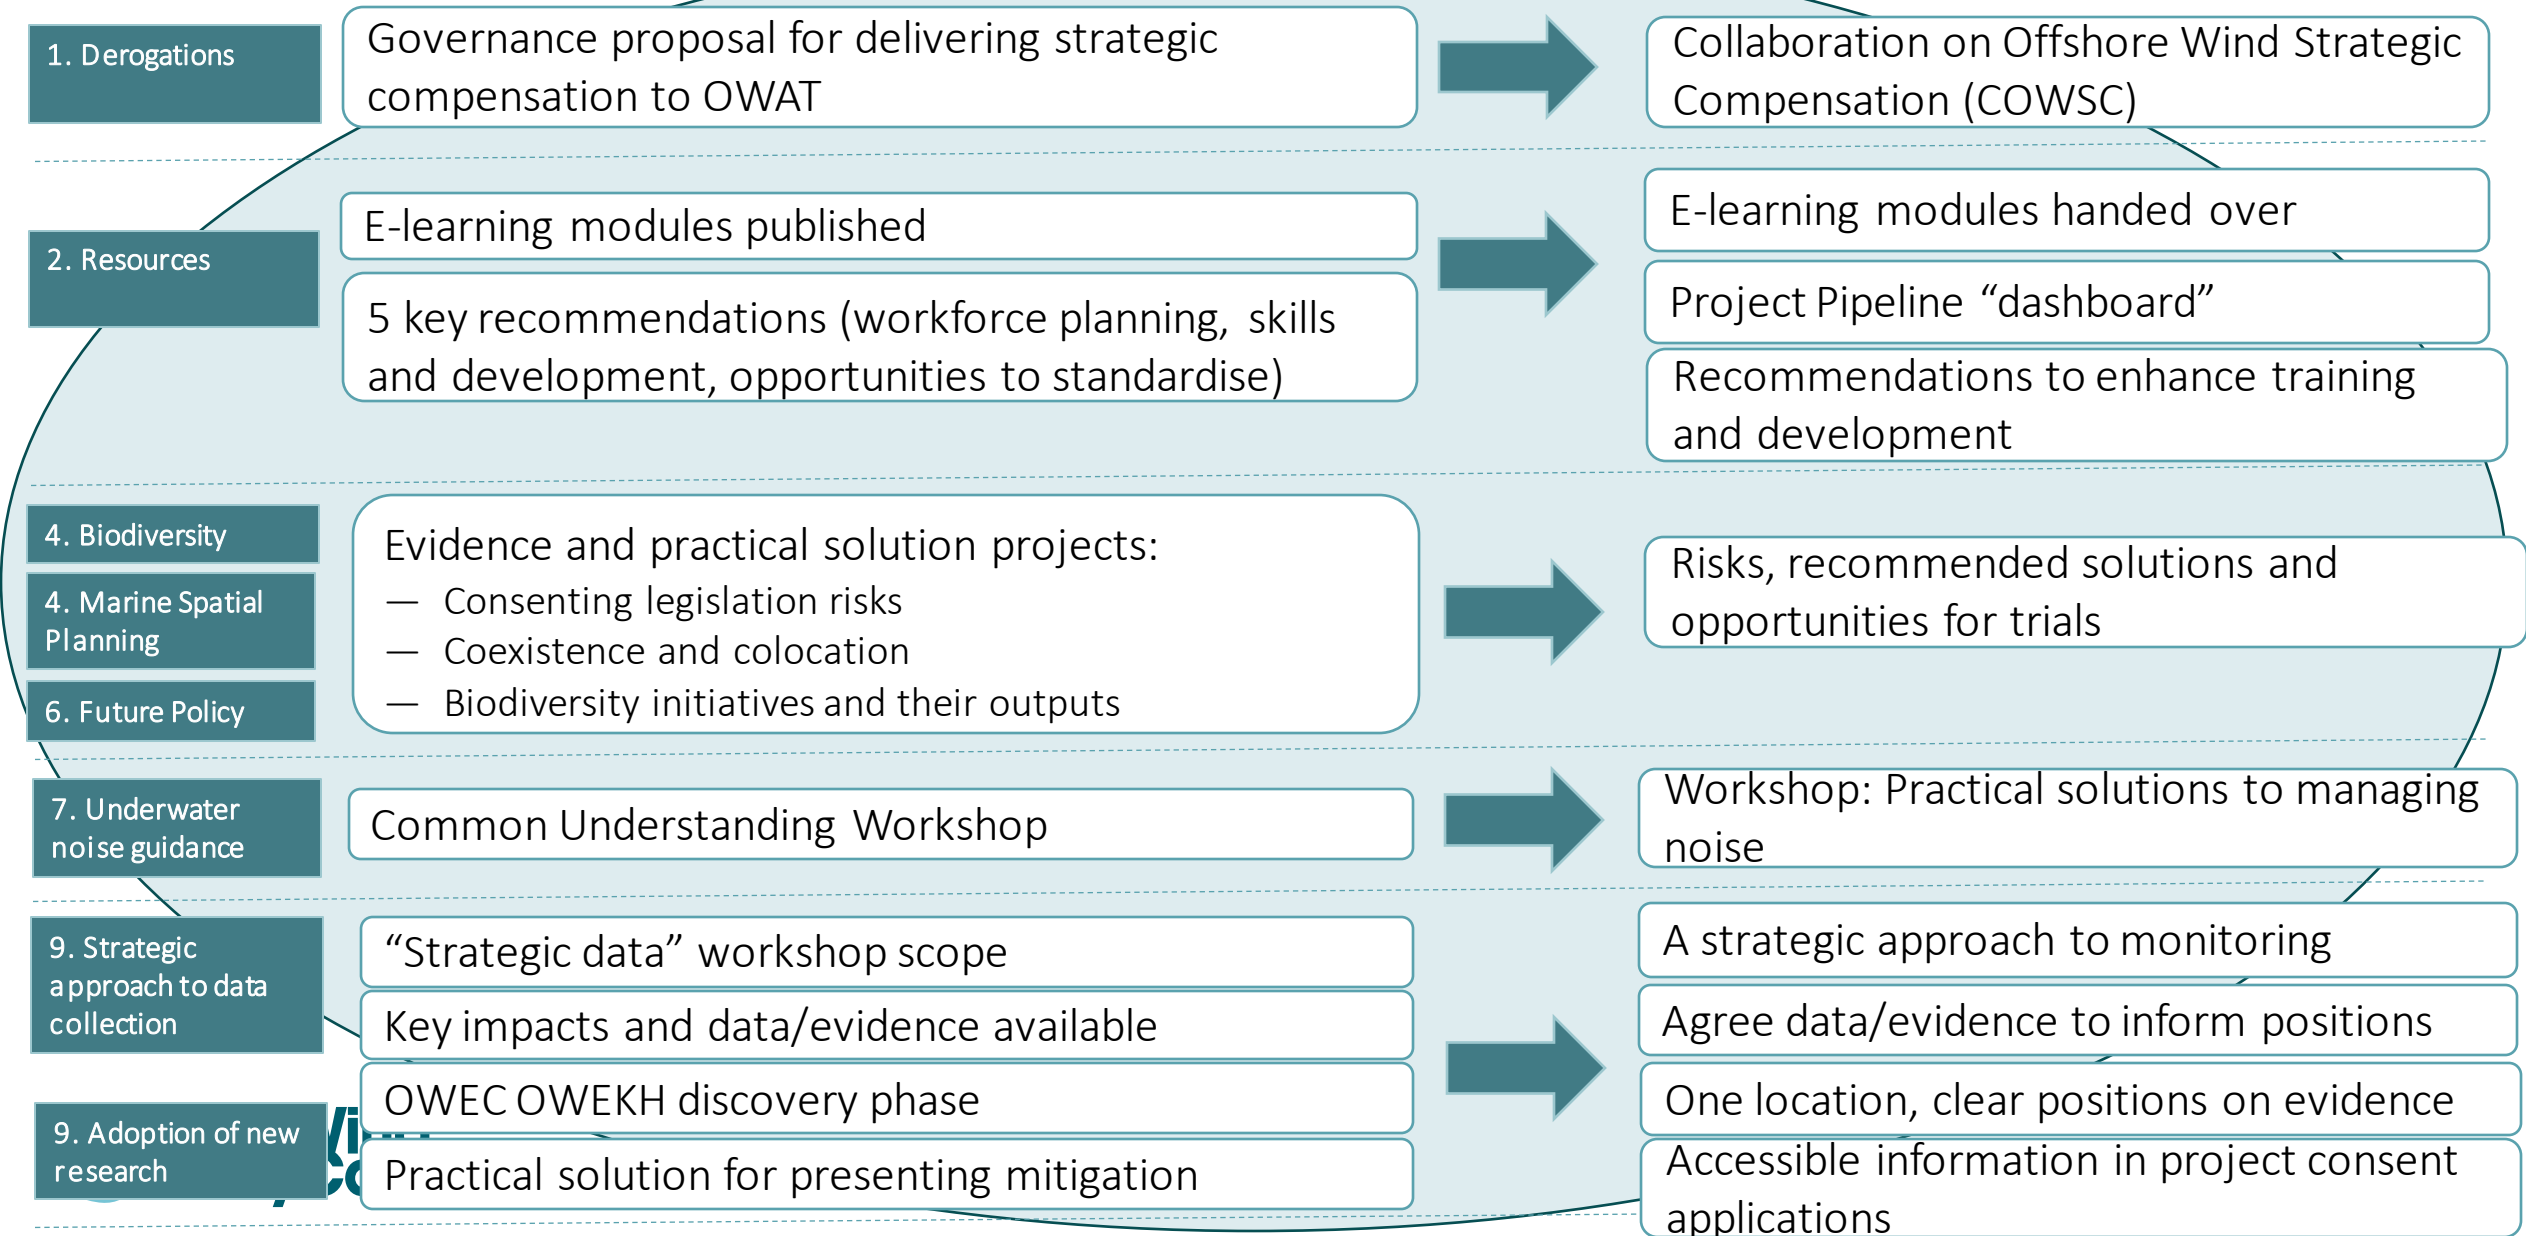 1. Derogations
Governance proposal for delivering strategic
compensation to OWAT
Collaboration on Offshore Wind Strategic
Compensation (COWSC)
2. Resources
E-learning modules published
5 key recommendations (workforce planning, skills
and development, opportunities to standardise)
E-learning modules handed over
Project Pipeline “dashboard”
Recommendations to enhance training
and development
4. Biodiversity
4. Marine Spatial
Planning
6. Future Policy
Evidence and practical solution projects:
— Consenting legislation risks
— Coexistence and colocation
— Biodiversity initiatives and their outputs
Risks, recommended solutions and
opportunities for trials
7. Underwater
noise guidance
Common Understanding Workshop
Workshop: Practical solutions to managing
noise
9. Strategic
approach to data
collection
9. Adoption of new
research
“Strategic data” workshop scope
Key impacts and data/evidence available
OWEC OWEKH discovery phase
Practical solution for presenting mitigation
A strategic approach to monitoring
Agree data/evidence to inform positions
One location, clear positions on evidence
Accessible information in project consent
applications